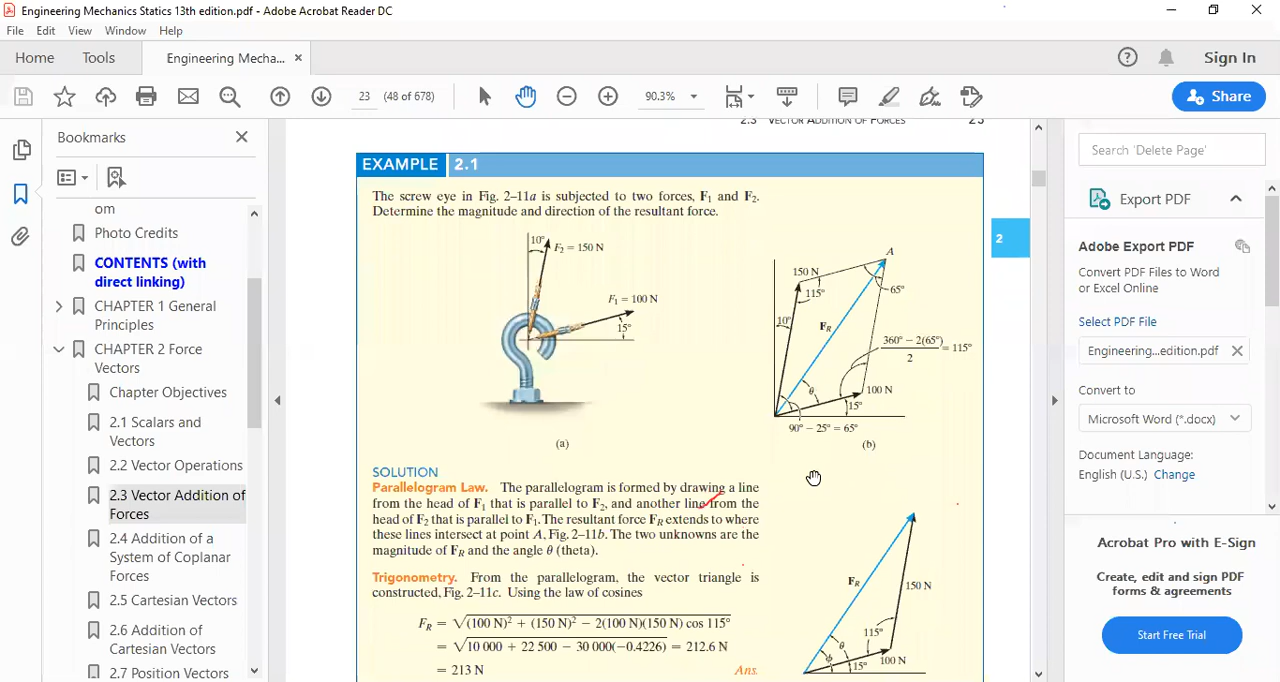 Engineering Mechanics Statics 13th edition.pdf - Adobe Acrobat Reader DC
File Edit View Window Help
Home Tools Engineering Mecha... × Sign In
23 (48 of 678) 90.3% Share
Bookmarks
om
Photo Credits
CONTENTS (with
direct linking)
CHAPTER 1 General
Principles
CHAPTER 2 Force
Vectors
Chapter Objectives
2.1 Scalars and
Vectors
2.2 Vector Operations
2.3 Vector Addition of
Forces
2.4 Addition of a
System of Coplanar
Forces
2.5 Cartesian Vectors
2.6 Addition of
Cartesian Vectors
2.7 Position Vectors
2.3 VECTOR ADDITION OF FORCES 23
2
EXAMPLE 2.1
The screw eye in Fig. 2–11a is subjected to two forces, F₁ and F₂.
Determine the magnitude and direction of the resultant force.
10°
F₂ = 150 N
F₁ = 100 N
15°
(a)
A
150 N
65°
115°
10°
F_R
360° − 2(65°)
2
= 115°
θ
100 N
15°
90° − 25° = 65°
(b)
SOLUTION
Parallelogram Law. The parallelogram is formed by drawing a line
from the head of F₁ that is parallel to F₂, and another line from the
head of F₂ that is parallel to F₁. The resultant force F_R extends to where
these lines intersect at point A, Fig. 2–11b. The two unknowns are the
magnitude of F_R and the angle θ (theta).
Trigonometry. From the parallelogram, the vector triangle is
constructed, Fig. 2–11c. Using the law of cosines
F_R = √(100 N)² + (150 N)² − 2(100 N)(150 N) cos 115°
= √10 000 + 22 500 − 30 000(−0.4226) = 212.6 N
= 213 N Ans.
F_R
150 N
115°
θ
ϕ
15°
100 N
Search 'Delete Page'
Export PDF
Adobe Export PDF
Convert PDF Files to Word
or Excel Online
Select PDF File
Engineering...edition.pdf ×
Convert to
Microsoft Word (*.docx)
Document Language:
English (U.S.) Change
Acrobat Pro with E-Sign
Create, edit and sign PDF
forms & agreements
Start Free Trial